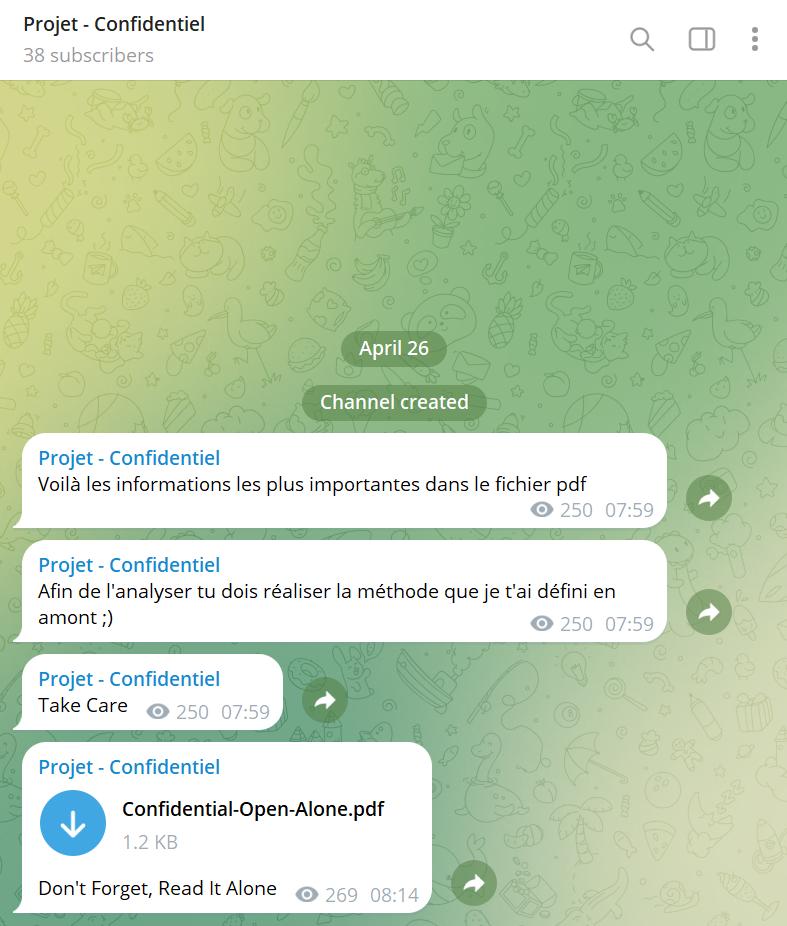 Projet - Confidentiel
38 subscribers
April 26
Channel created
Projet - Confidentiel
Voilà les informations les plus importantes dans le fichier pdf
250 07:59
Projet - Confidentiel
Afin de l'analyser tu dois réaliser la méthode que je t'ai défini en
amont ;)
250 07:59
Projet - Confidentiel
Take Care 250 07:59
Projet - Confidentiel
Confidential-Open-Alone.pdf
1.2 KB
Don't Forget, Read It Alone 269 08:14